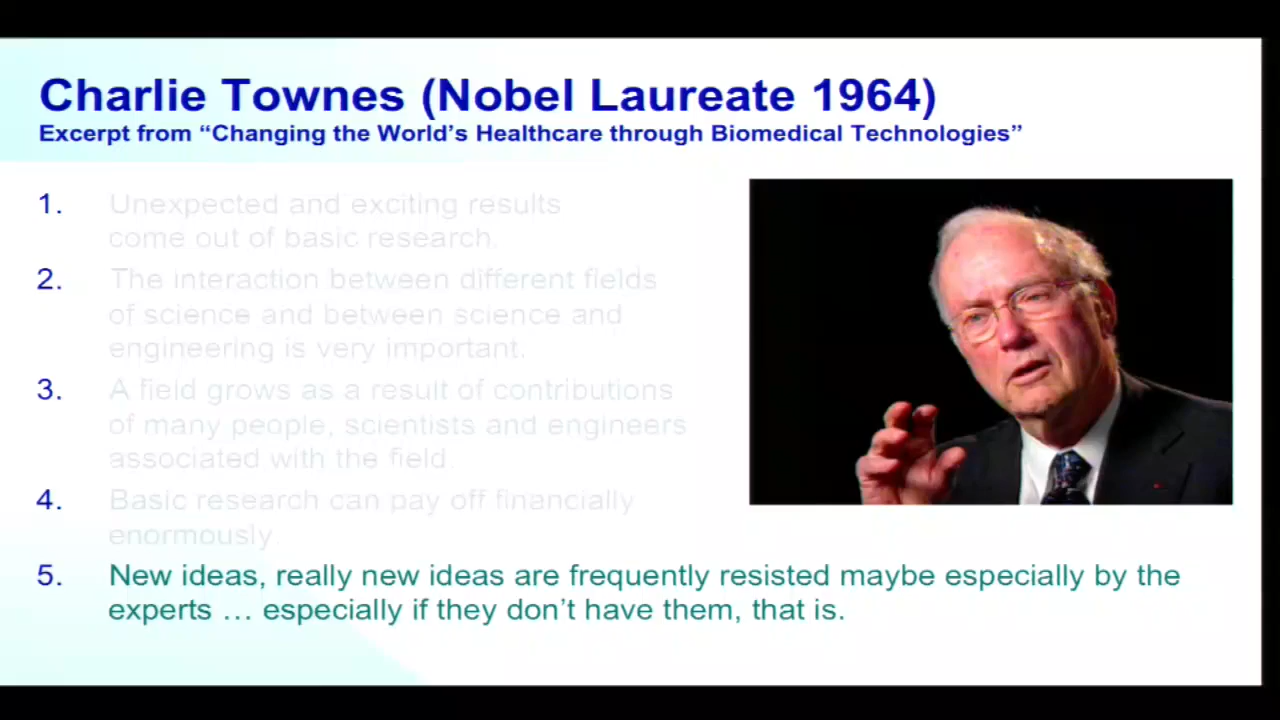 Charlie Townes (Nobel Laureate 1964)
Excerpt from “Changing the World’s Healthcare through Biomedical Technologies”
1. Unexpected and exciting results
come out of basic research.
2. The interaction between different fields
of science and between science and
engineering is very important.
3. A field grows as a result of contributions
of many people, scientists and engineers
associated with the field.
4. Basic research can pay off financially
enormously.
5. New ideas, really new ideas are frequently resisted maybe especially by the
experts … especially if they don’t have them, that is.